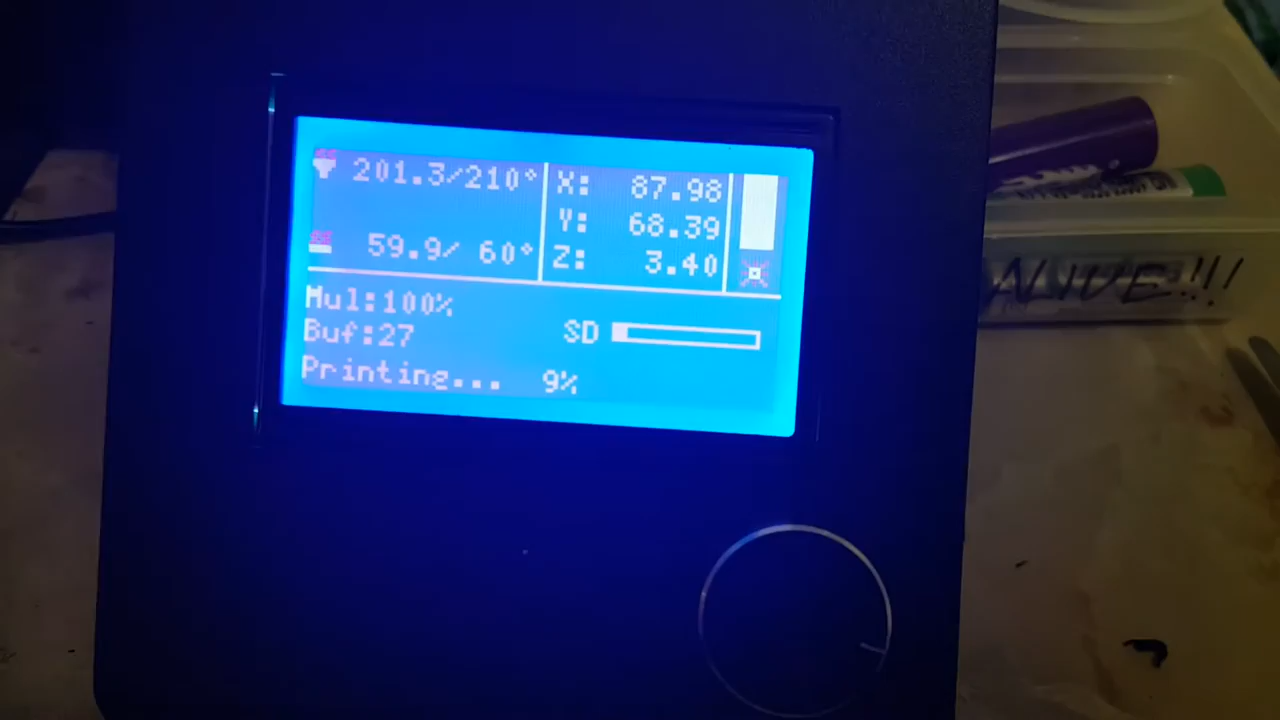 201.3/210°
59.9/ 60°
X: 87.98
Y: 68.39
Z: 3.40
Mul:100%
Buf:27
SD
Printing... 9%
ALIVE!!!